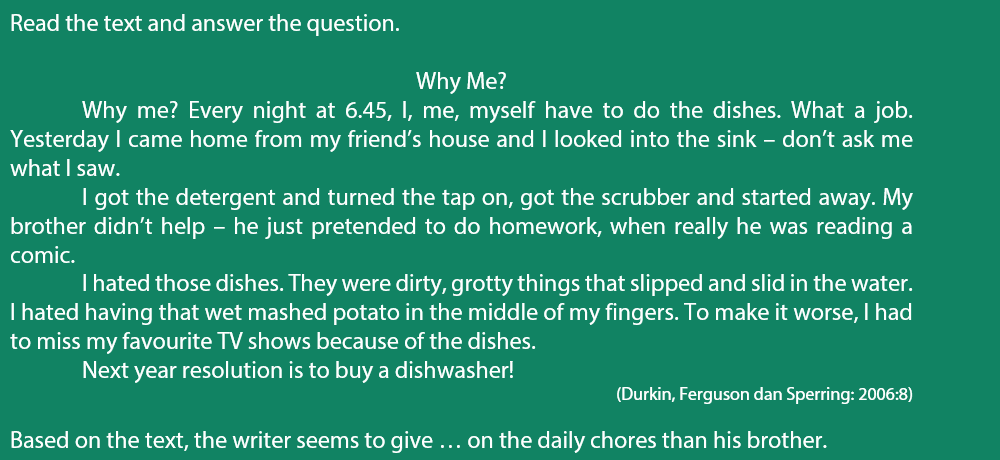 Read the text and answer the question.
Why Me?
Why me? Every night at 6.45, I, me, myself have to do the dishes. What a job.
Yesterday I came home from my friend’s house and I looked into the sink – don’t ask me
what I saw.
I got the detergent and turned the tap on, got the scrubber and started away. My
brother didn’t help – he just pretended to do homework, when really he was reading a
comic.
I hated those dishes. They were dirty, grotty things that slipped and slid in the water.
I hated having that wet mashed potato in the middle of my fingers. To make it worse, I had
to miss my favourite TV shows because of the dishes.
Next year resolution is to buy a dishwasher!
(Durkin, Ferguson dan Sperring: 2006:8)
Based on the text, the writer seems to give … on the daily chores than his brother.